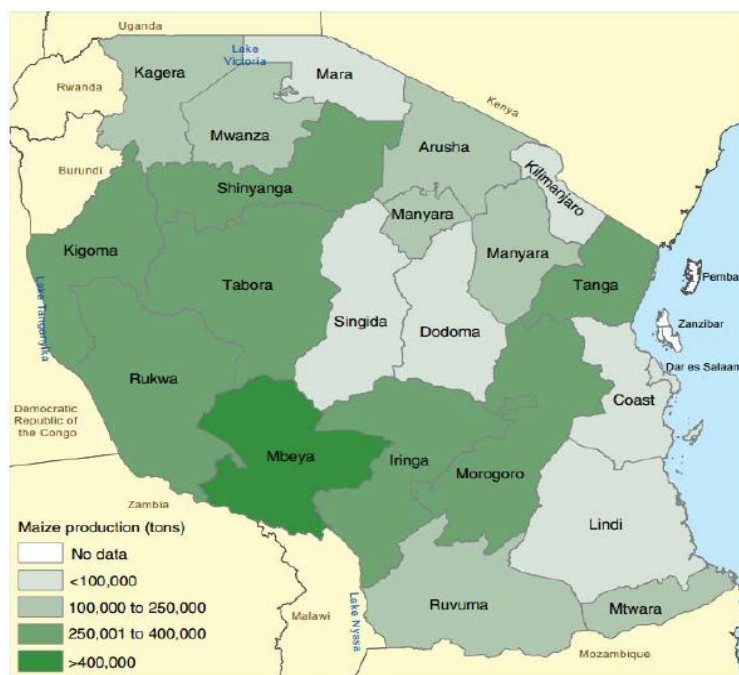 Uganda
Lake
Victoria
Kagera
Mara
Rwanda
Kenya
Mwanza
Arusha
Burundi
Kilimanjaro
Shinyanga
Manyara
Kigoma
Manyara
Pemba
Tabora
Tanga
Lake Tanganyika
Singida
Dodoma
Zanzibar
Dar es Salaam
Rukwa
Coast
Democratic
Republic of
the Congo
Mbeya
Iringa
Morogoro
Zambia
Lindi
Maize production (tons)
No data
<100,000
100,000 to 250,000
250,001 to 400,000
>400,000
Malawi
Lake Nyasa
Ruvuma
Mtwara
Mozambique